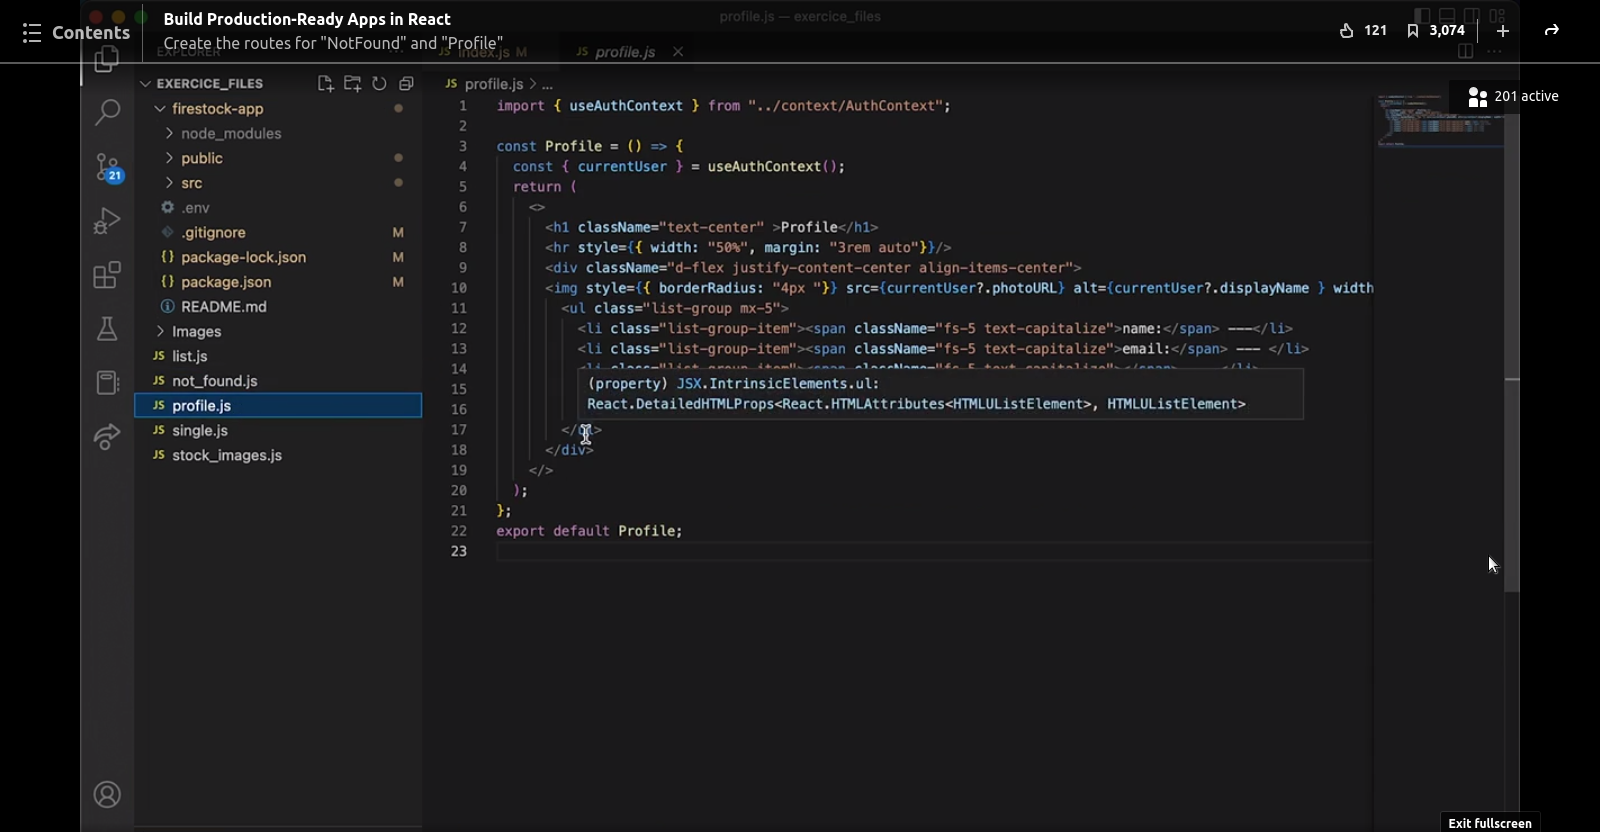 Contents
Build Production-Ready Apps in React
Create the routes for "NotFound" and "Profile"
121
3,074
201 active
profile.js — exercice_files
EXPLORER
index.js M
JS profile.js
EXERCICE_FILES
firestock-app
node_modules
public
src
.env
.gitignore M
package-lock.json M
package.json M
README.md
Images
JS list.js
JS not_found.js
JS profile.js
JS single.js
JS stock_images.js
21
JS profile.js > ...
1 import { useAuthContext } from "../context/AuthContext";
2
3 const Profile = () => {
4 const { currentUser } = useAuthContext();
5 return (
6 <>
7 <h1 className="text-center" >Profile</h1>
8 <hr style={{ width: "50%", margin: "3rem auto"}}/>
9 <div className="d-flex justify-content-center align-items-center">
10 <img style={{ borderRadius: "4px "}} src={currentUser?.photoURL} alt={currentUser?.displayName } width
11 <ul class="list-group mx-5">
12 <li class="list-group-item"><span className="fs-5 text-capitalize">name:</span> ---</li>
13 <li class="list-group-item"><span className="fs-5 text-capitalize">email:</span> --- </li>
14
(property) JSX.IntrinsicElements.ul:
15
React.DetailedHTMLProps<React.HTMLAttributes<HTMLUListElement>, HTMLUListElement>
16
17 </ul>
18 </div>
19 </>
20 );
21 };
22 export default Profile;
23
Exit fullscreen